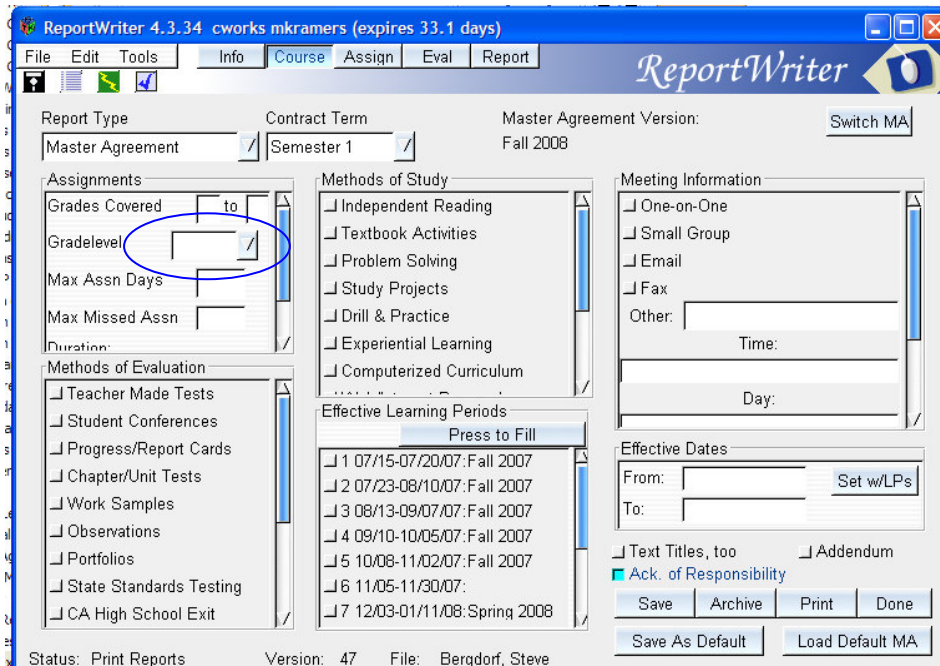 ReportWriter 4.3.34 cworks mkramers (expires 33.1 days)
File Edit Tools Info Course Assign Eval Report
ReportWriter
Report Type
Master Agreement
Contract Term
Semester 1
Master Agreement Version:
Fall 2008
Switch MA
Assignments
Grades Covered to
Gradelevel
Max Assn Days
Max Missed Assn
Duration:
Methods of Evaluation
Teacher Made Tests
Student Conferences
Progress/Report Cards
Chapter/Unit Tests
Work Samples
Observations
Portfolios
State Standards Testing
CA High School Exit
Methods of Study
Independent Reading
Textbook Activities
Problem Solving
Study Projects
Drill & Practice
Experiential Learning
Computerized Curriculum
Effective Learning Periods
Press to Fill
1 07/15-07/20/07:Fall 2007
2 07/23-08/10/07:Fall 2007
3 08/13-09/07/07:Fall 2007
4 09/10-10/05/07:Fall 2007
5 10/08-11/02/07:Fall 2007
6 11/05-11/30/07:
7 12/03-01/11/08:Spring 2008
Meeting Information
One-on-One
Small Group
Email
Fax
Other:
Time:
Day:
Effective Dates
From:
Set w/LPs
To:
Text Titles, too Addendum
Ack. of Responsibility
Save Archive Print Done
Save As Default Load Default MA
Status: Print Reports Version: 47 File: Bergdorf, Steve